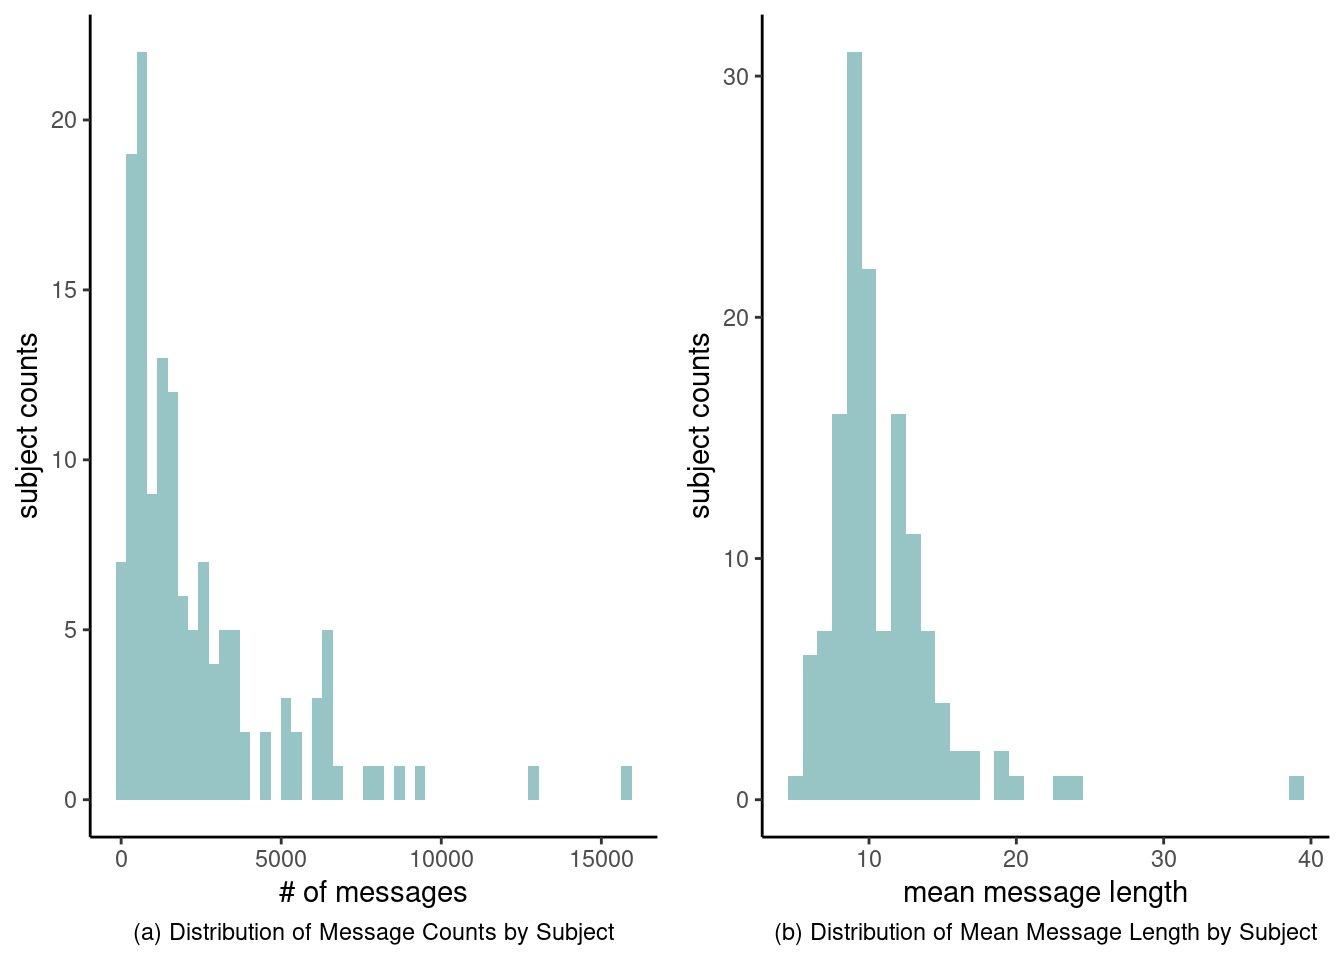 20
15
10
5
0
subject counts
0 5000 10000 15000
# of messages
(a) Distribution of Message Counts by Subject
30
20
10
0
subject counts
10 20 30 40
mean message length
(b) Distribution of Mean Message Length by Subject